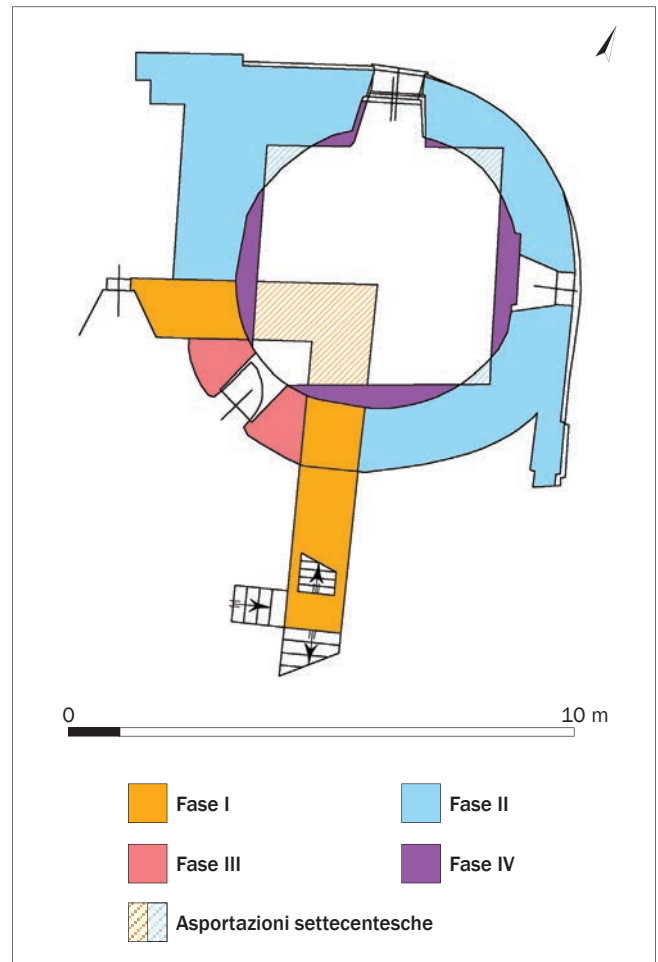 0 10 m
Fase I
Fase II
Fase III
Fase IV
Asportazioni settecentesche